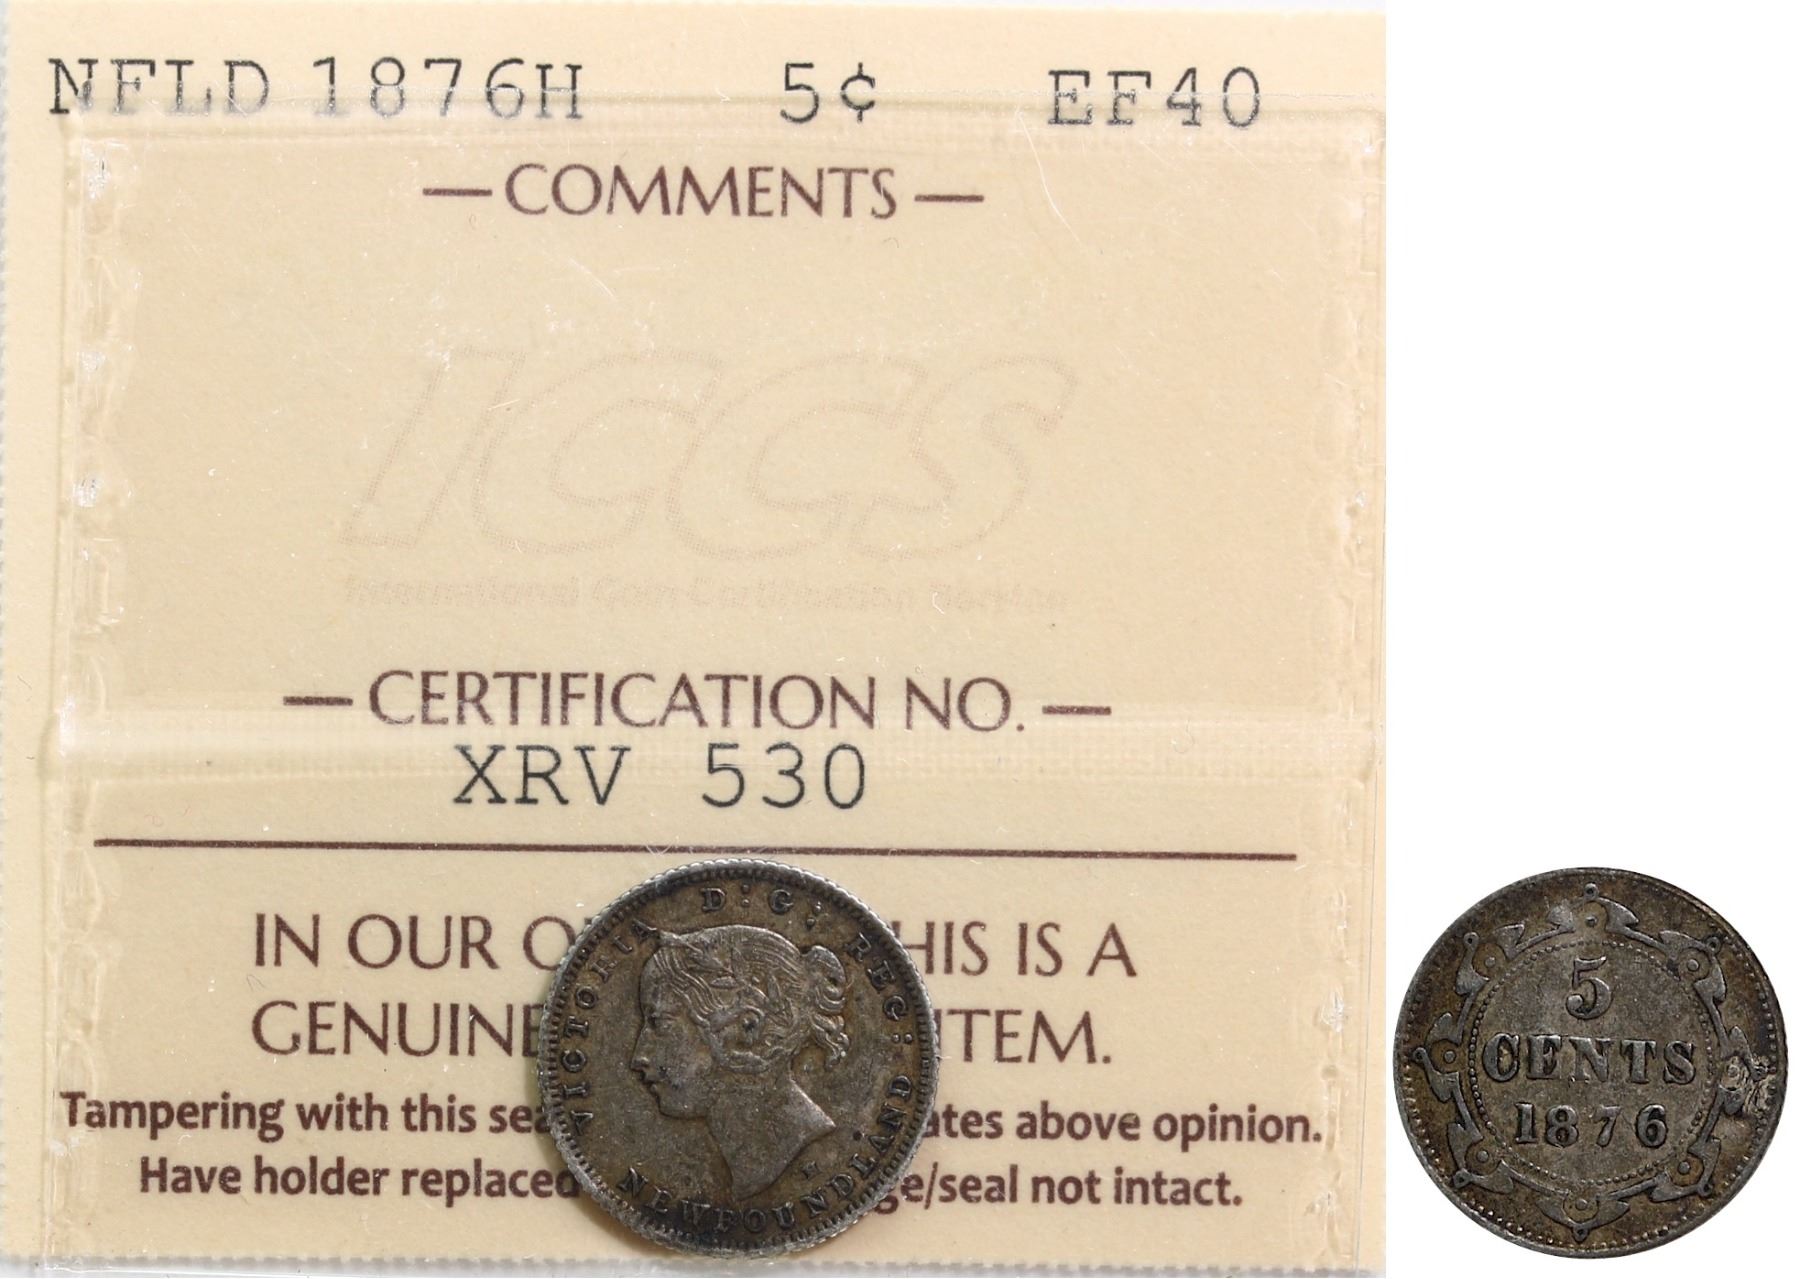 NFLD 1876H 5¢ EF40
— COMMENTS —
ICCS
International Coin Certification Service
— CERTIFICATION NO. —
XRV 530
IN OUR O HIS IS A
GENUINE ITEM.
Tampering with this sea ates above opinion.
Have holder replaced ge/seal not intact.
VICTORIA D:G: REG:
NEWFOUNDLAND
H
5
CENTS
1876